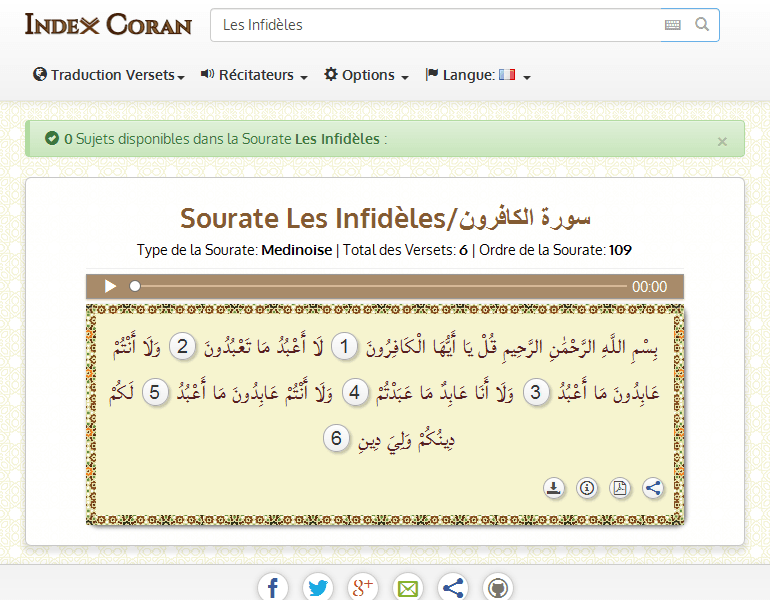 INDEX CORAN
Les Infidèles
Traduction Versets
Récitateurs
Options
Langue:
0 Sujets disponibles dans la Sourate Les Infidèles :
×
Sourate Les Infidèles/سورة الكافرون
Type de la Sourate: Medinoise | Total des Versets: 6 | Ordre de la Sourate: 109
00:00
بِسْمِ اللَّهِ الرَّحْمَٰنِ الرَّحِيمِ قُلْ يَا أَيُّهَا الْكَافِرُونَ 1 لَا أَعْبُدُ مَا تَعْبُدُونَ 2 وَلَا أَنْتُمْ
عَابِدُونَ مَا أَعْبُدُ 3 وَلَا أَنَا عَابِدٌ مَا عَبَدْتُمْ 4 وَلَا أَنْتُمْ عَابِدُونَ مَا أَعْبُدُ 5 لَكُمْ
دِينُكُمْ وَلِيَ دِينِ 6